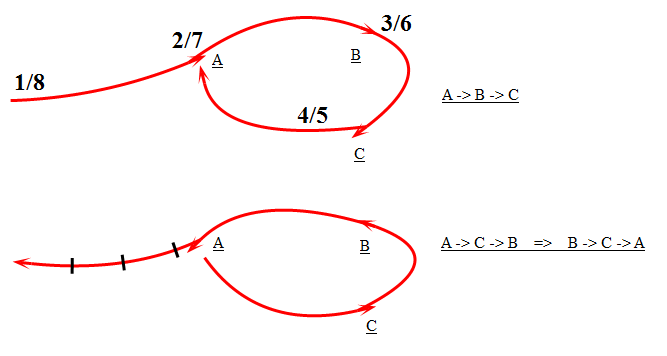 2/7
3/6
A
B
1/8
A -> B -> C
4/5
C
A
B
A -> C -> B => B -> C -> A
C